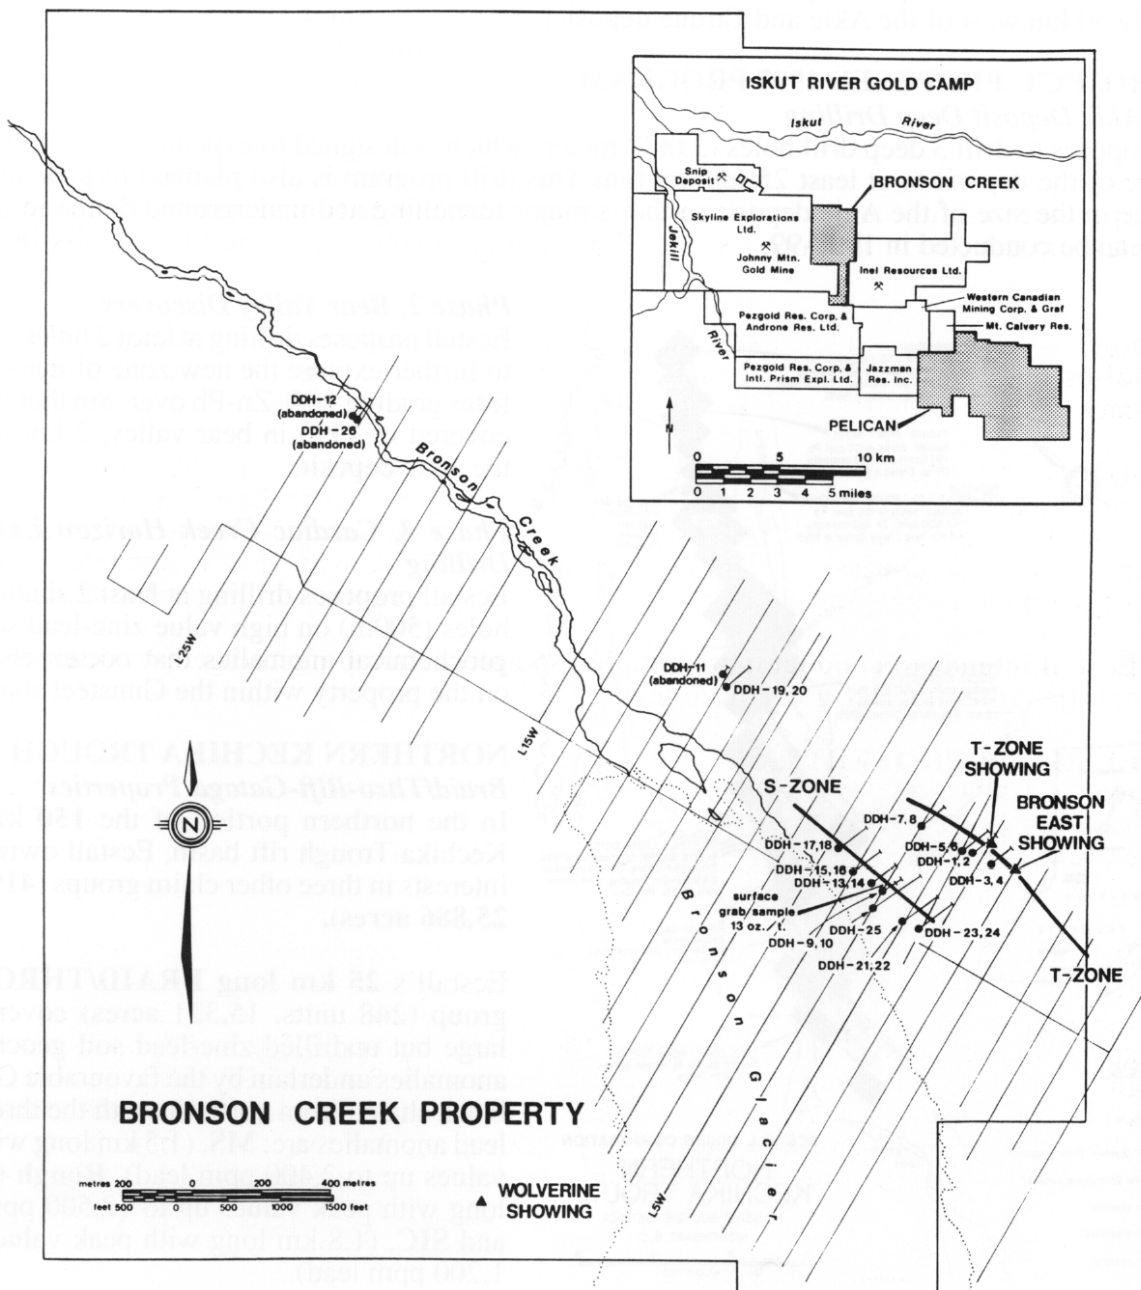 ISKUT RIVER GOLD CAMP
Iskut River
Snip
Deposit
BRONSON CREEK
Skyline Explorations
Ltd.
Jekill
River
Johnny Mtn.
Gold Mine
Inel Resources Ltd.
Western Canadian
Mining Corp. & Graf
Pezgold Res. Corp. &
Androne Res. Ltd.
Mt. Calvery Res.
Pezgold Res. Corp. &
Intl. Prism Expl. Ltd.
Jazzman
Res. Inc.
PELICAN
N
0 5 10 km
0 1 2 3 4 5 miles
DDH-12
(abandoned)
DDH-26
(abandoned)
Bronson Creek
L25W
DDH-11
(abandoned)
DDH-19, 20
L15W
T-ZONE
SHOWING
S-ZONE
BRONSON
EAST
SHOWING
DDH-7, 8
DDH-17,18
DDH-5, 6
DDH-1, 2
DDH-15, 16
DDH-3, 4
DDH-13/14
surface
grab sample
13 oz./t.
DDH-25
DDH-23, 24
DDH-9, 10
DDH-21, 22
T-ZONE
Bronson Glacier
N
BRONSON CREEK PROPERTY
metres 200 0 200 400 metres
feet 500 0 500 1000 1500 feet
WOLVERINE
SHOWING
L5W